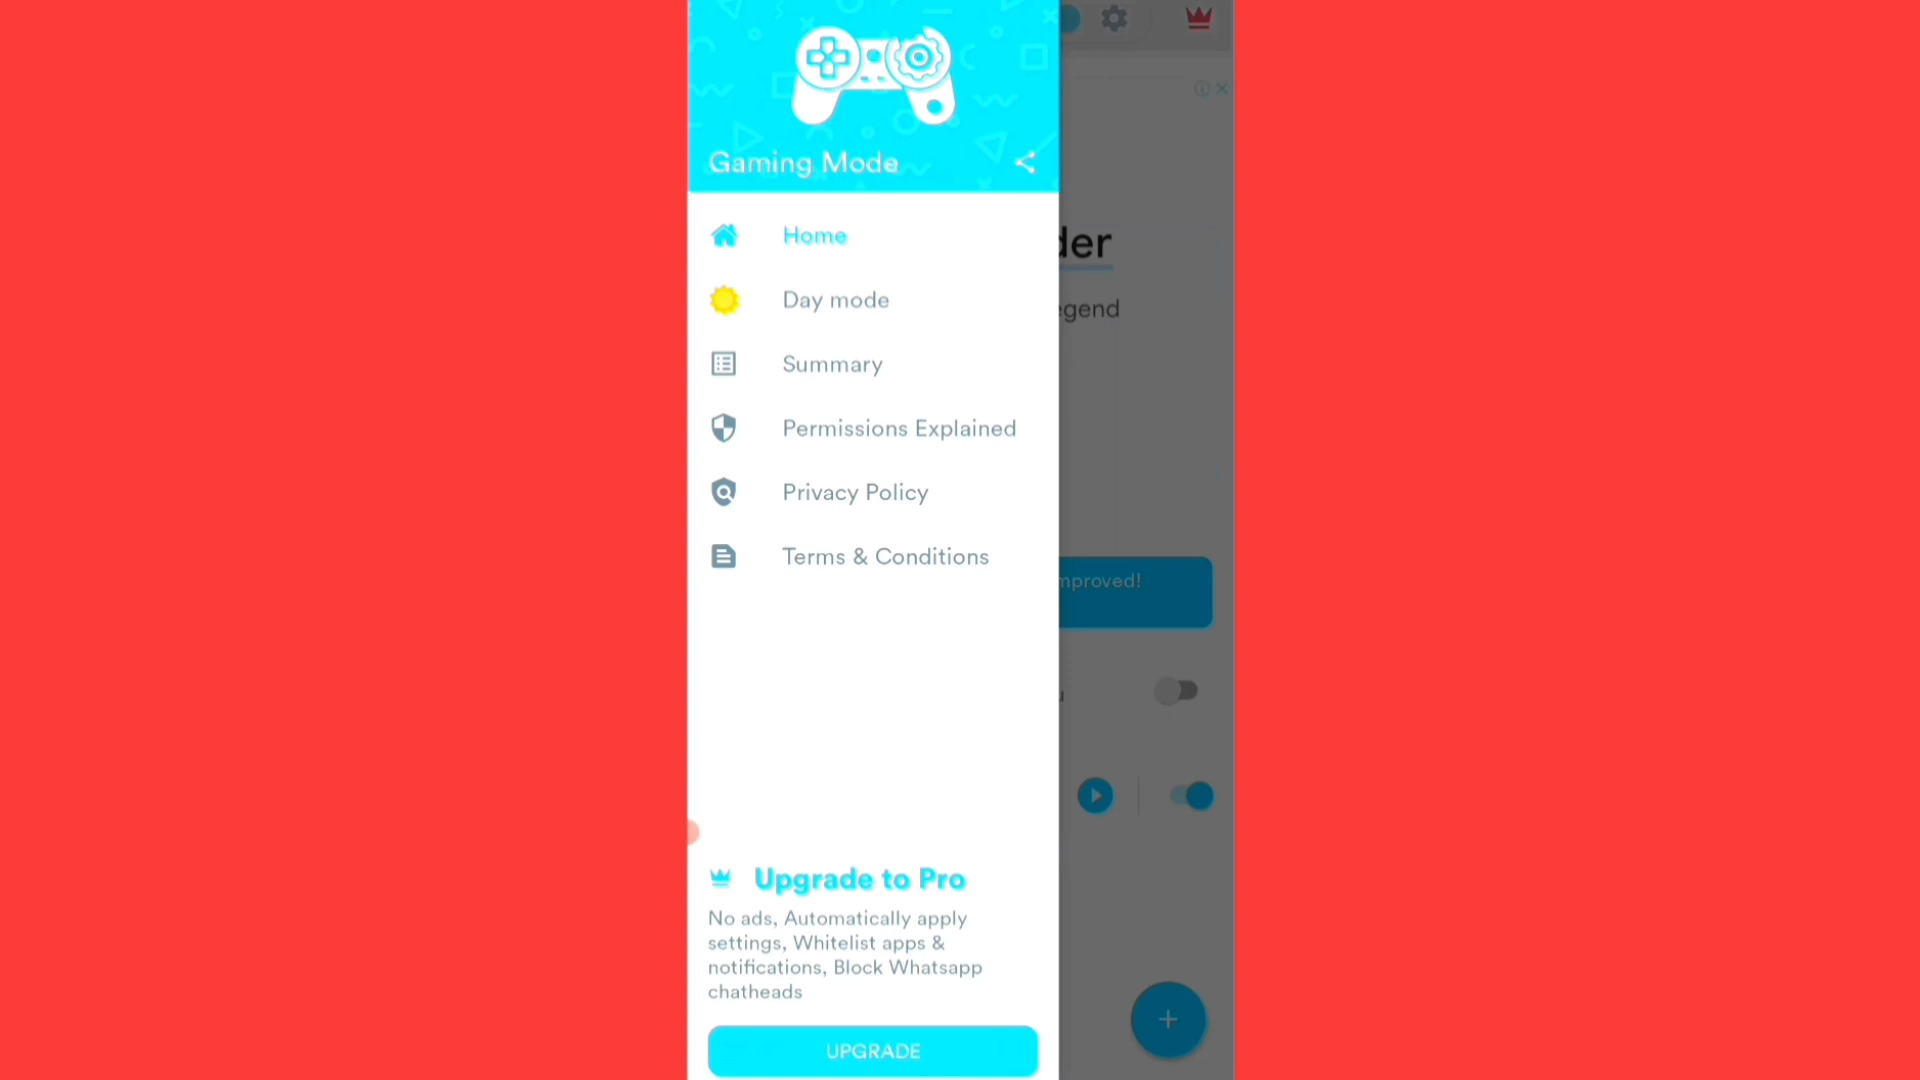 Gaming Mode
Home
der
Day mode
egend
Summary
Permissions Explained
Privacy Policy
Terms & Conditions
mproved!
Upgrade to Pro
No ads, Automatically apply
settings, Whitelist apps &
notifications, Block Whatsapp
chatheads
UPGRADE